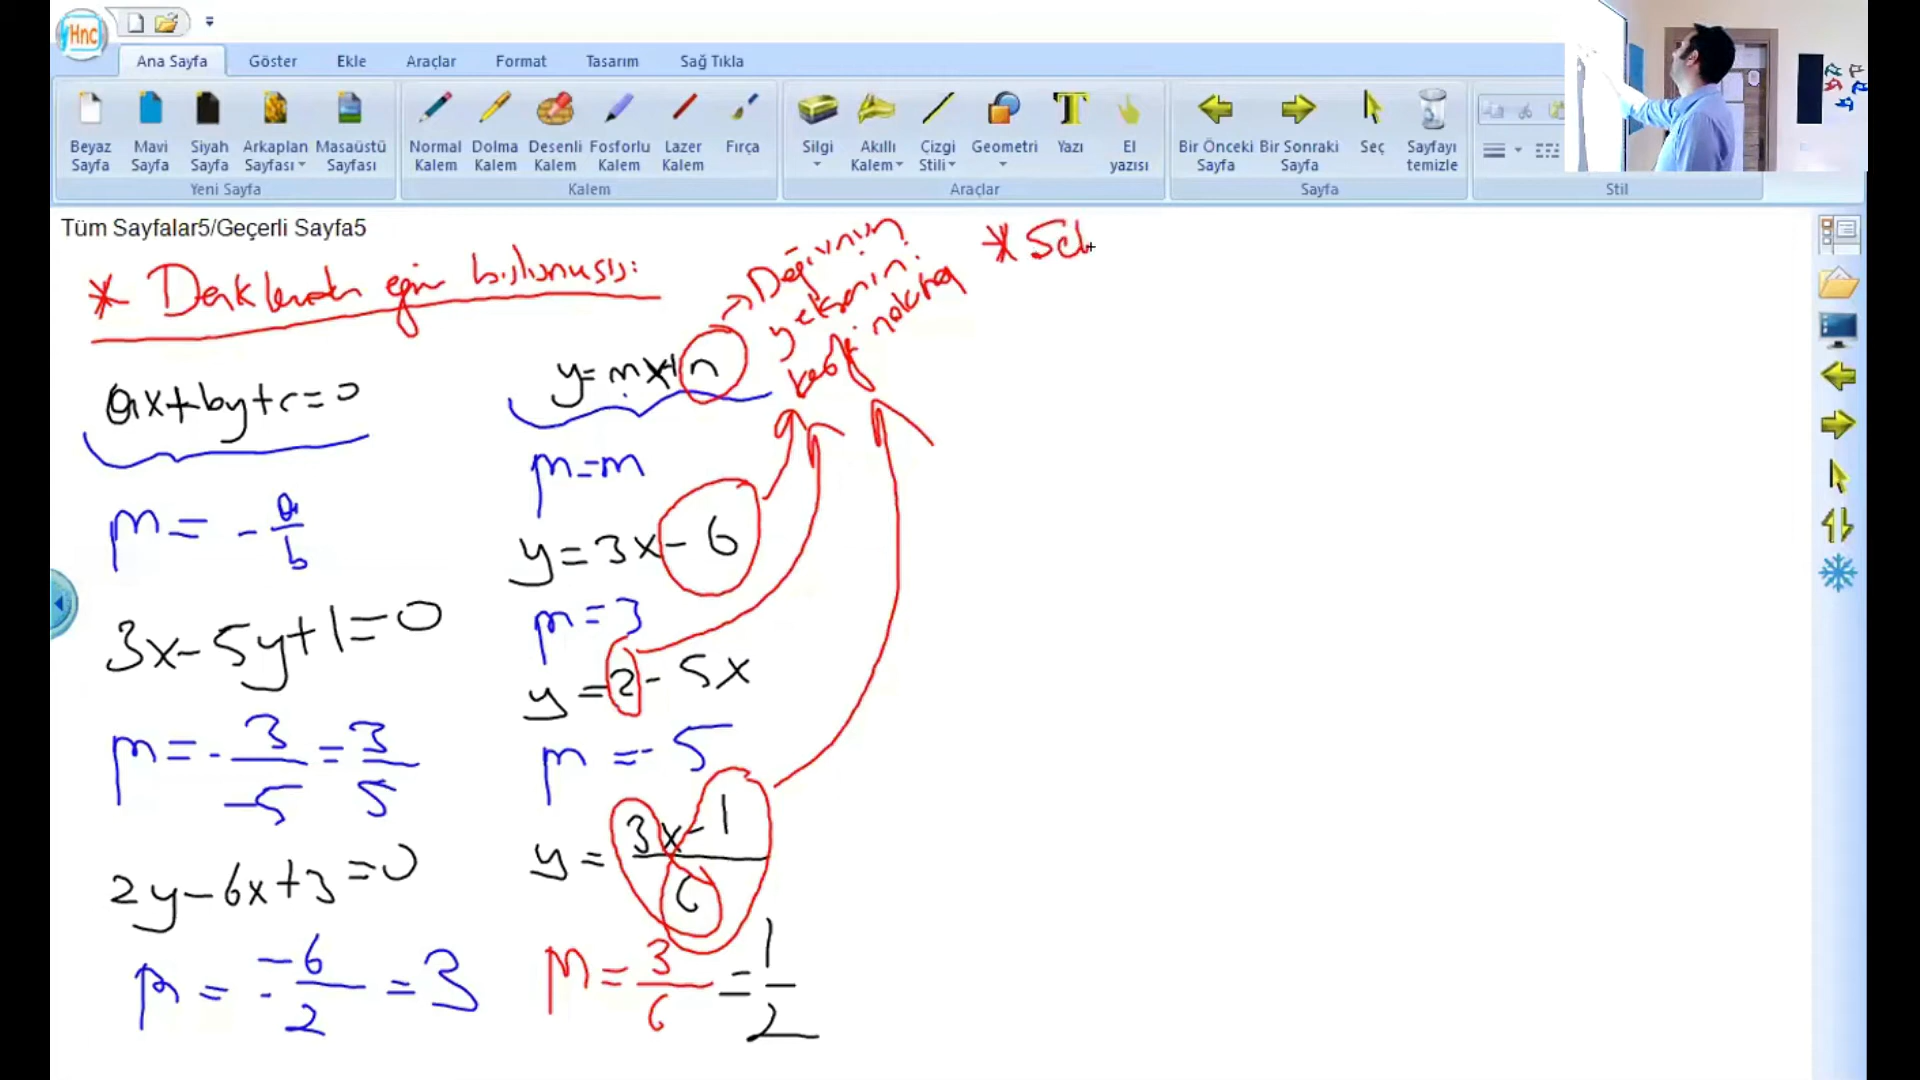 Hnc
Ana Sayfa Göster Ekle Araçlar Format Tasarım Sağ Tıkla
Beyaz Sayfa
Mavi Sayfa
Siyah Sayfa
Arkaplan Sayfası
Masaüstü Sayfası
Normal Kalem
Dolma Kalem
Desenli Kalem
Fosforlu Kalem
Lazer Kalem
Fırça
Silgi
Akıllı Kalem
Çizgi Stili
Geometri
Yazı
El yazısı
Bir Önceki Sayfa
Bir Sonraki Sayfa
Seç
Sayfayı temizle
Yeni Sayfa Kalem Araçlar Sayfa Stil
Tüm Sayfalar5/Geçerli Sayfa5
* Denklemden eğim bulunuşu:
ax+by+c=0
m = - a/b
3x-5y+1=0
m = - 3/-5 = 3/5
2y-6x+3=0
m = - -6/2 = 3
y=mx+n
→ Doğrunun
y eksenini
kestiği nokta
m=m
y=3x-6
m=3
y=2-5x
m=-5
y = 3x-1/6
m = 3/6 = 1/2
* Sa